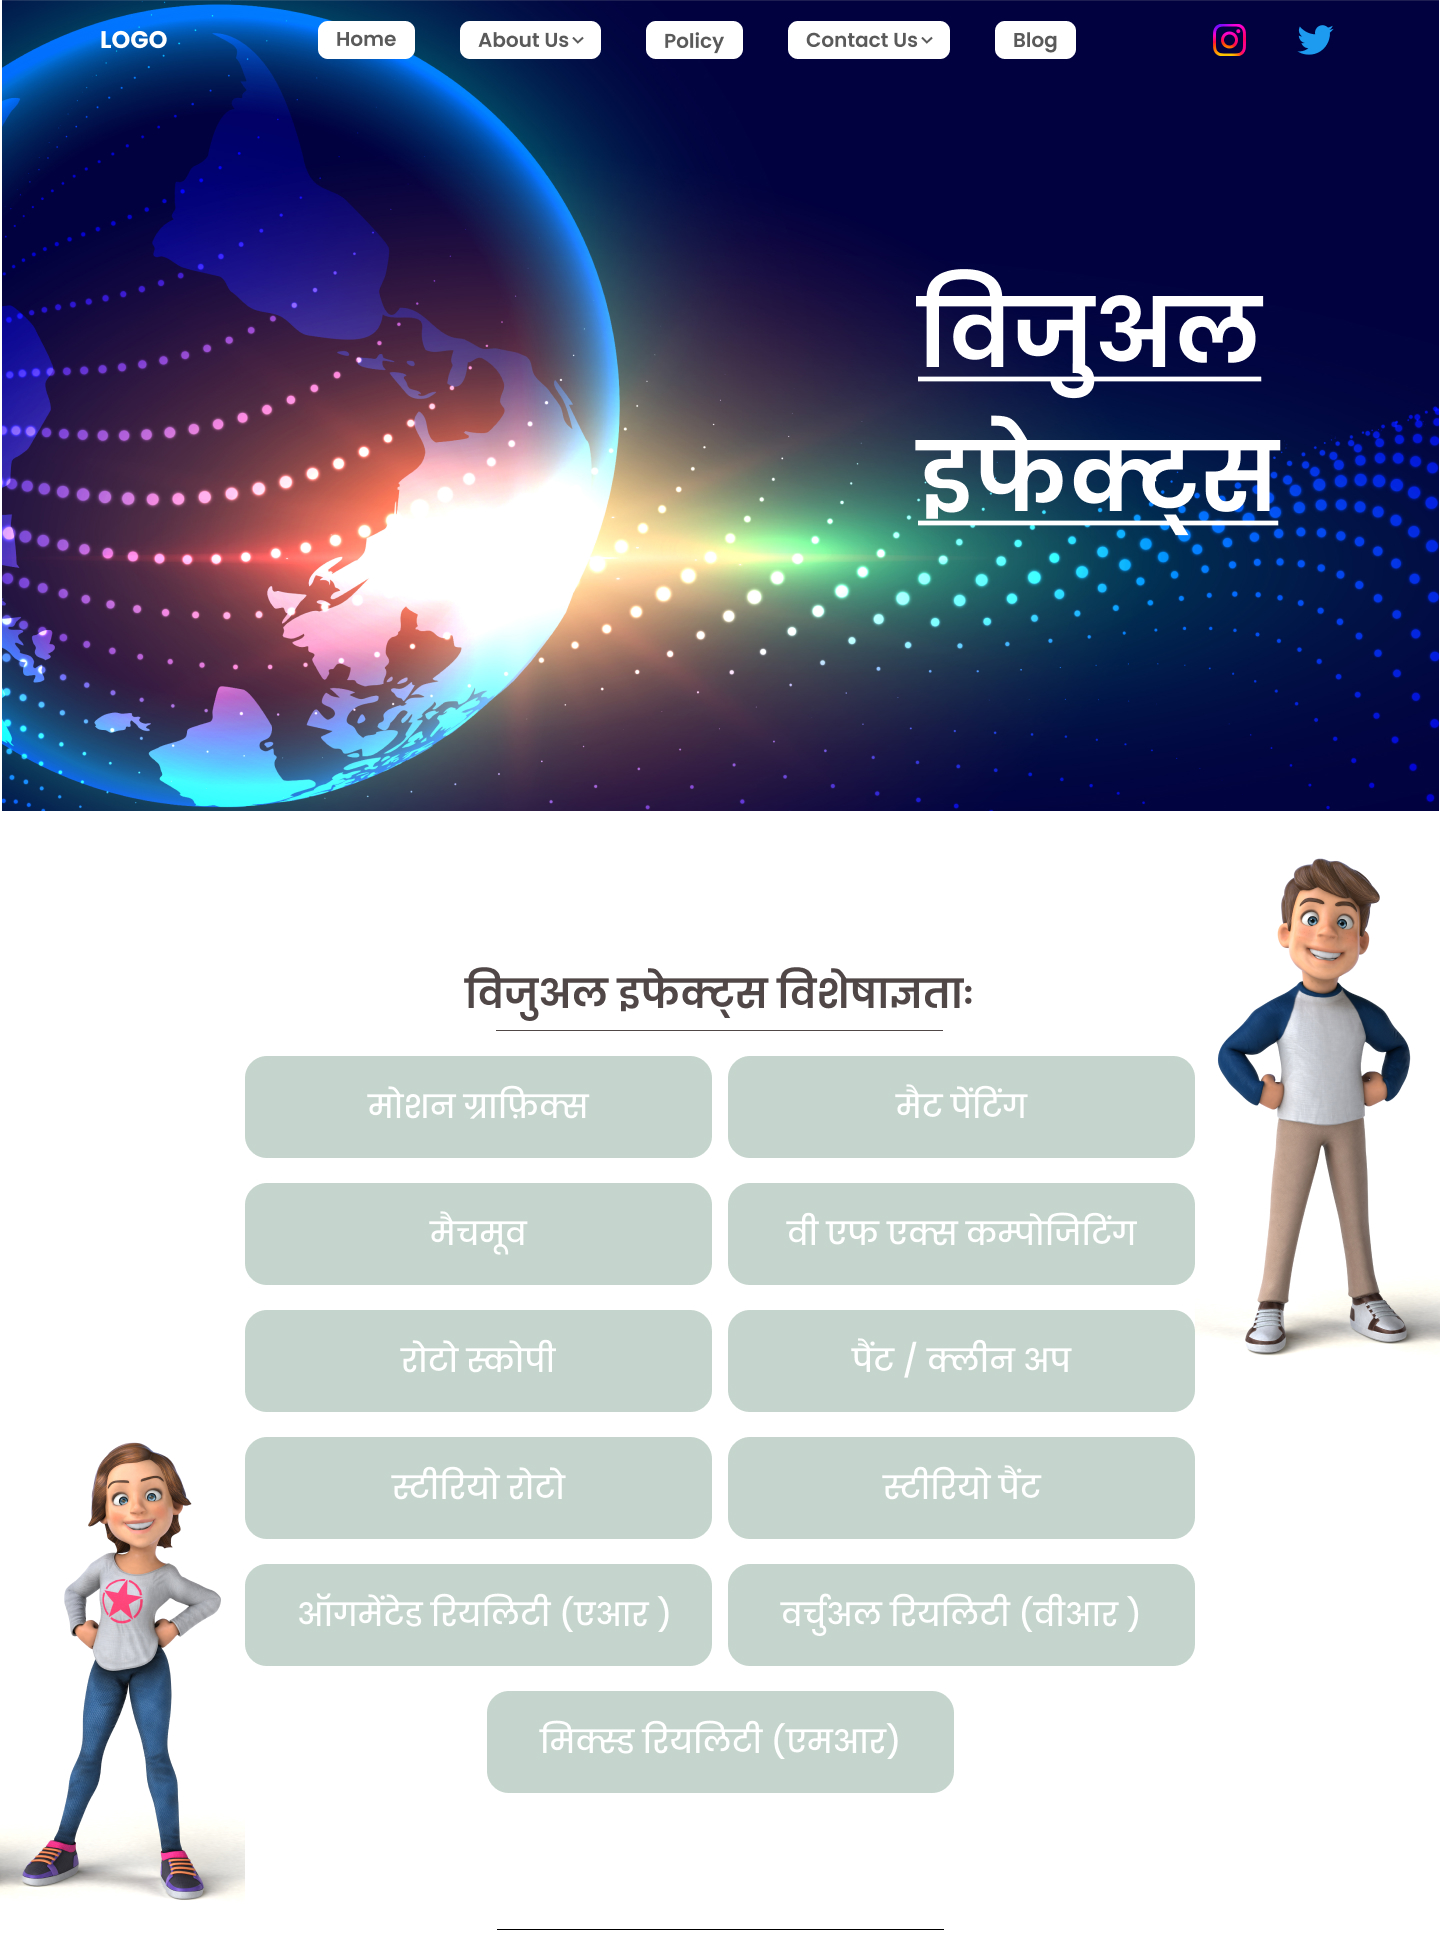 LOGO Home About Us Policy Contact Us Blog
विजुअल
इफेक्ट्स
विजुअल इफेक्ट्स विशेषाज्ञताः
मोशन ग्राफ़िक्स मैट पेंटिंग
मैचमूव वी एफ एक्स कम्पोजिटिंग
रोटो स्कोपी पैंट / क्लीन अप
स्टीरियो रोटो स्टीरियो पैंट
ऑगमेंटेड रियलिटी (एआर ) वर्चुअल रियलिटी (वीआर )
मिक्स्ड रियलिटी (एमआर)